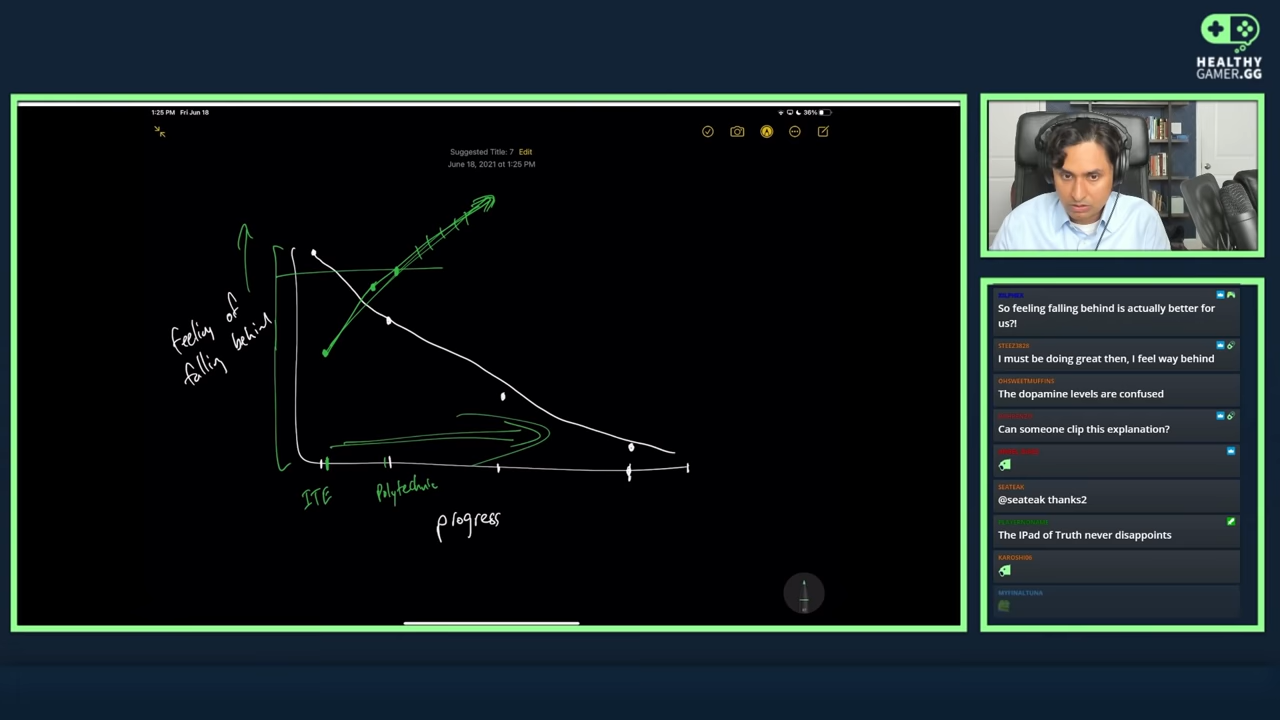 HEALTHY
GAMER.GG
1:25 PM Fri Jun 18
36%
Suggested Title: 7 Edit
June 18, 2021 at 1:25 PM
feeling of
falling behind
ITE
Polytechnic
progress
So feeling falling behind is actually better for
us?!
STEEZ3820
I must be doing great then, I feel way behind
OHSWEETMUFFINS
The dopamine levels are confused
Can someone clip this explanation?
SEATEAK
@seateak thanks2
The IPad of Truth never disappoints
KAROSHI06
MYFINALTUNA